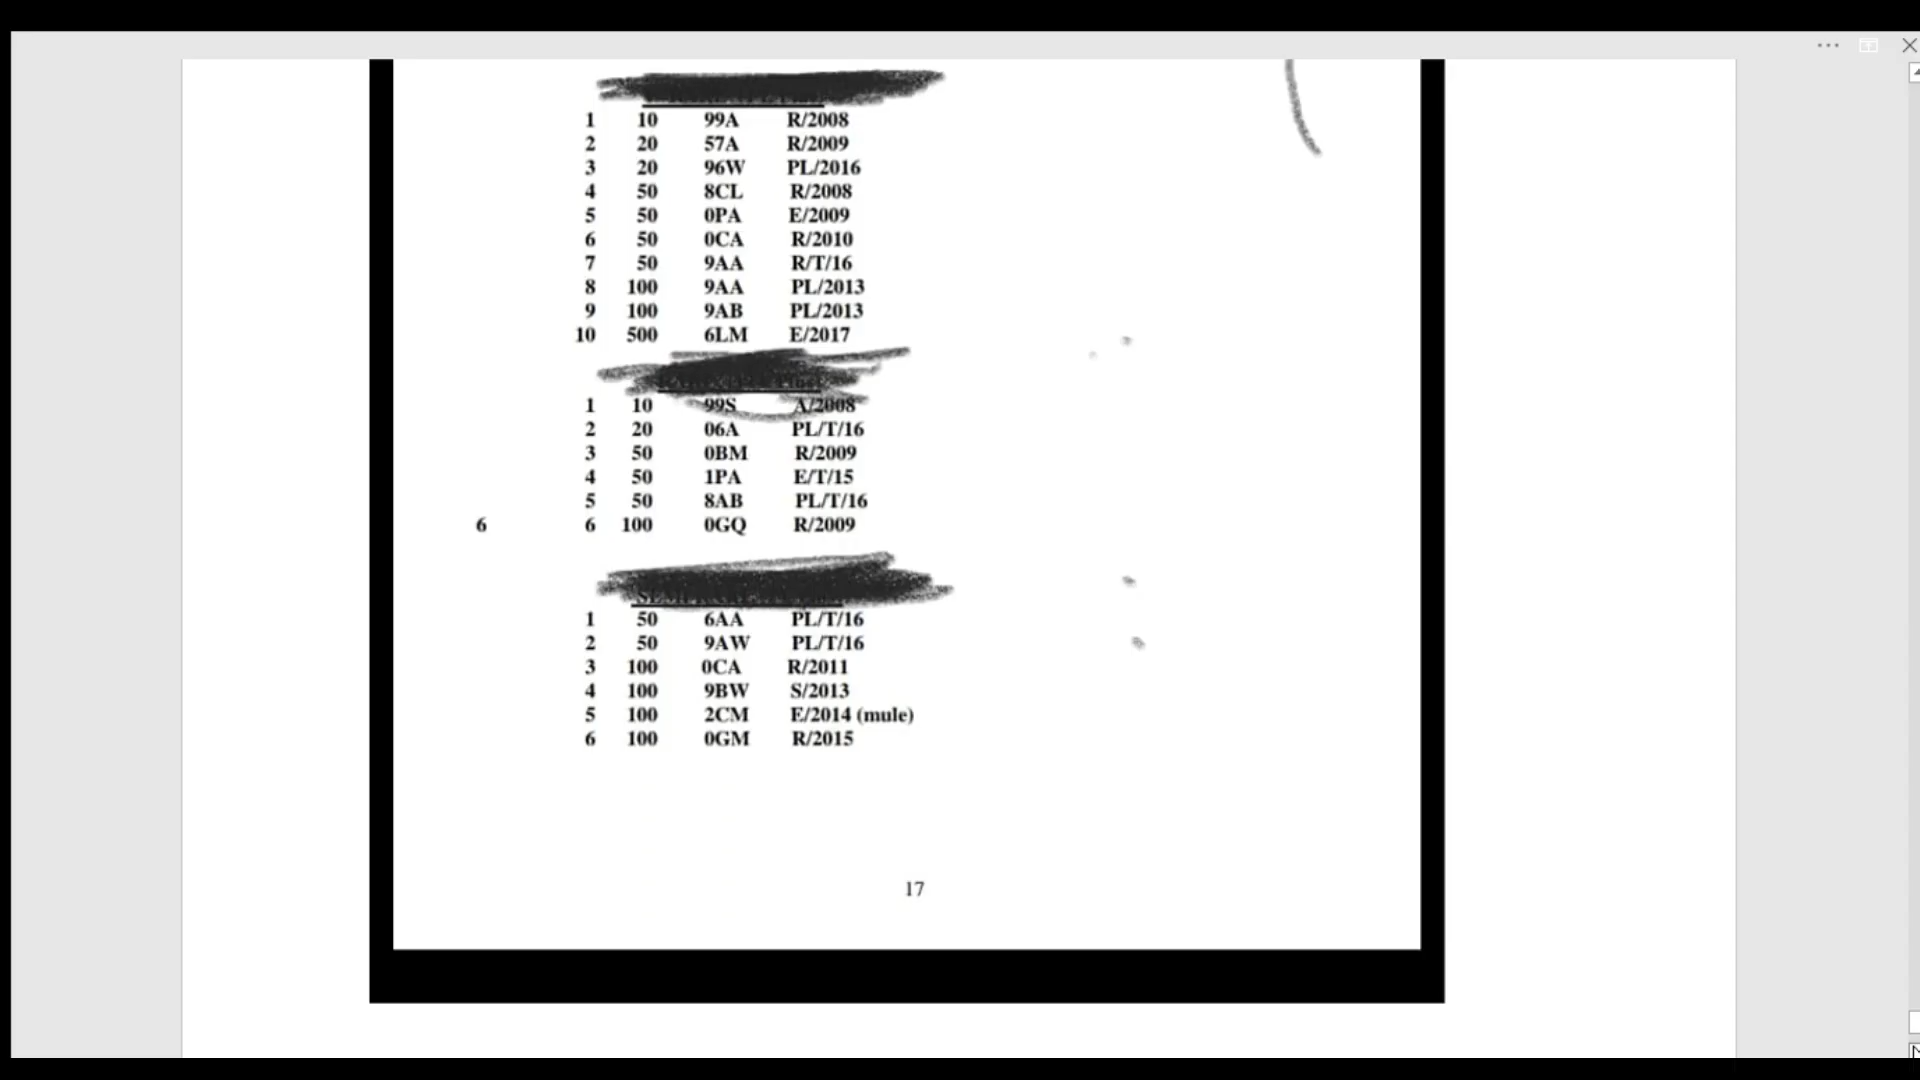 1 10 99A R/2008
2 20 57A R/2009
3 20 96W PL/2016
4 50 8CL R/2008
5 50 0PA E/2009
6 50 0CA R/2010
7 50 9AA R/T/16
8 100 9AA PL/2013
9 100 9AB PL/2013
10 500 6LM E/2017
1 10 99S A/2008
2 20 06A PL/T/16
3 50 0BM R/2009
4 50 1PA E/T/15
5 50 8AB PL/T/16
6 6 100 0GQ R/2009
1 50 6AA PL/T/16
2 50 9AW PL/T/16
3 100 0CA R/2011
4 100 9BW S/2013
5 100 2CM E/2014 (mule)
6 100 0GM R/2015
17